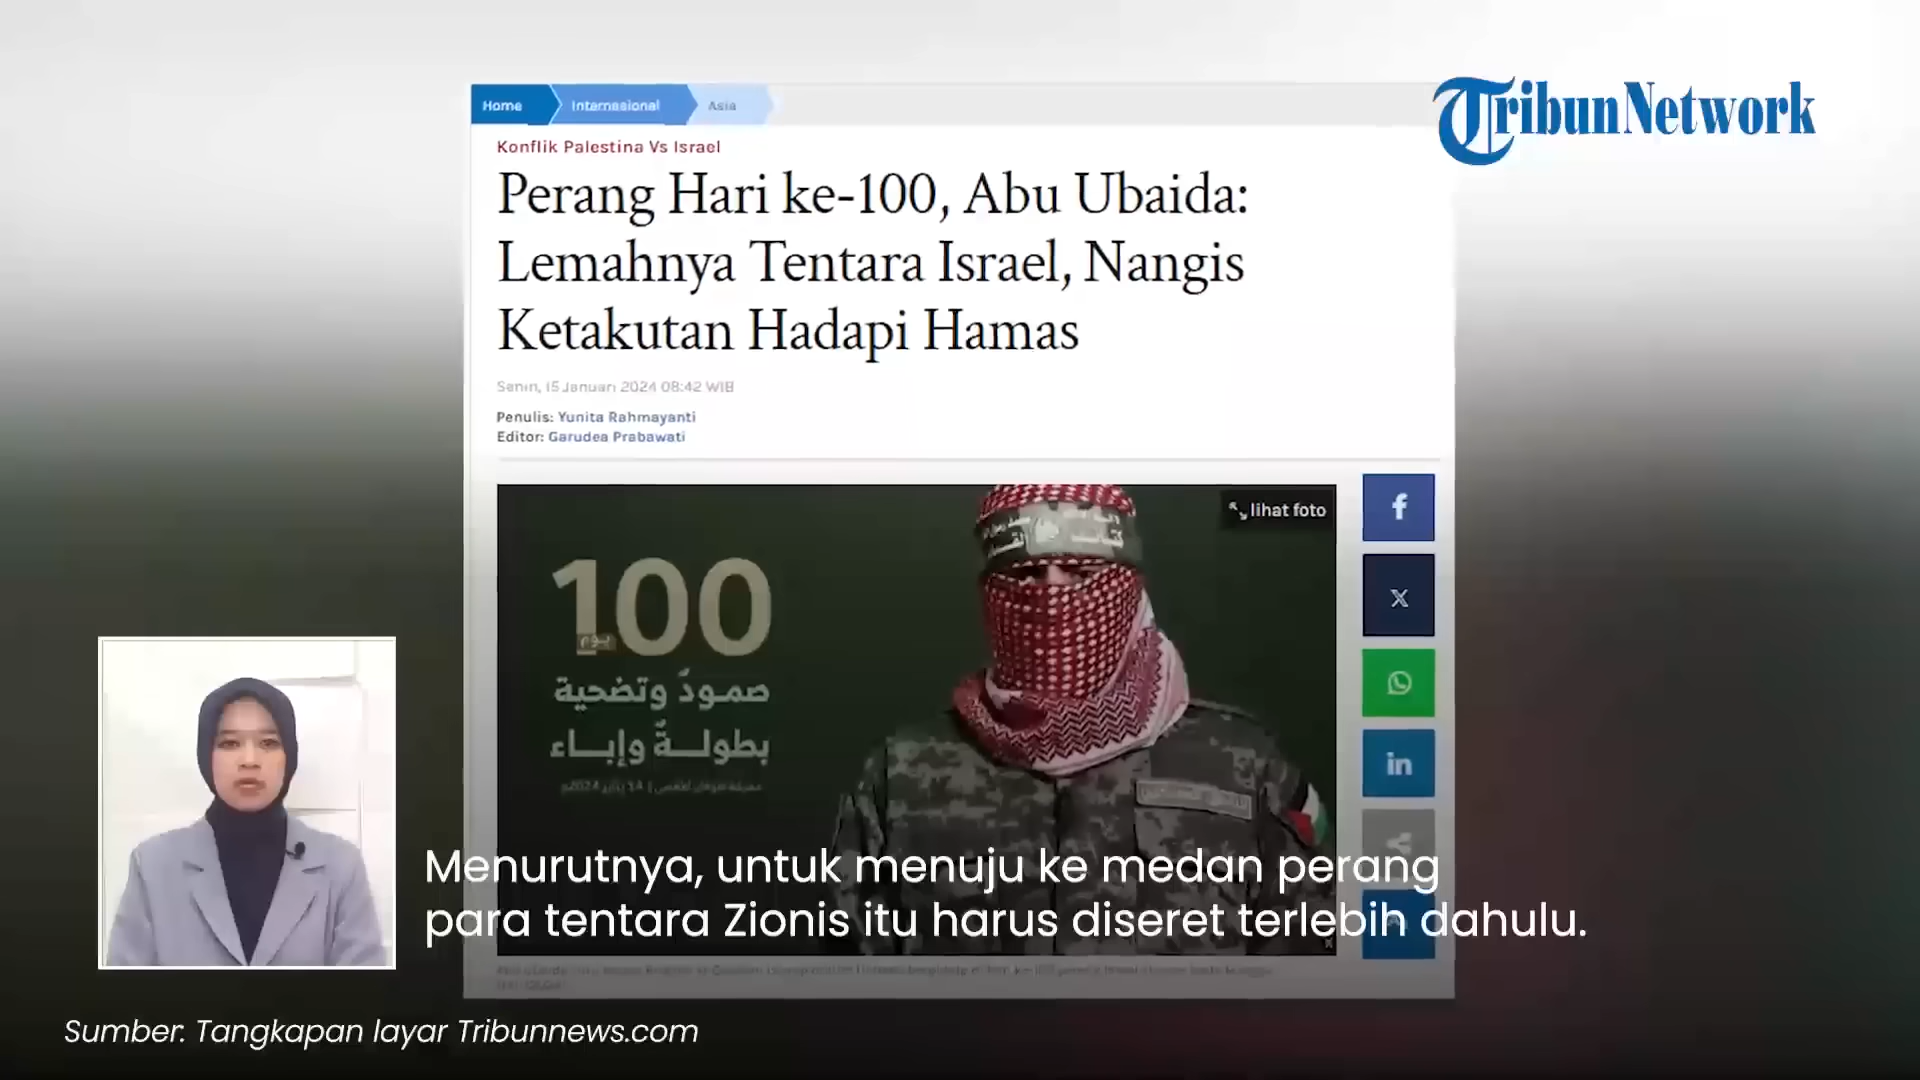 Home
Internasional
Asia
TribunNetwork
Konflik Palestina Vs Israel
Perang Hari ke-100, Abu Ubaida:
Lemahnya Tentara Israel, Nangis
Ketakutan Hadapi Hamas
Senin, 15 Januari 2024 08:42 WIB
Penulis: Yunita Rahmayanti
Editor: Garudea Prabawati
lihat foto
100
يوم
صمودٌ وتضحية
بطولــةٌ وإبــاء
Menurutnya, untuk menuju ke medan perang
para tentara Zionis itu harus diseret terlebih dahulu.
Sumber: Tangkapan layar Tribunnews.com